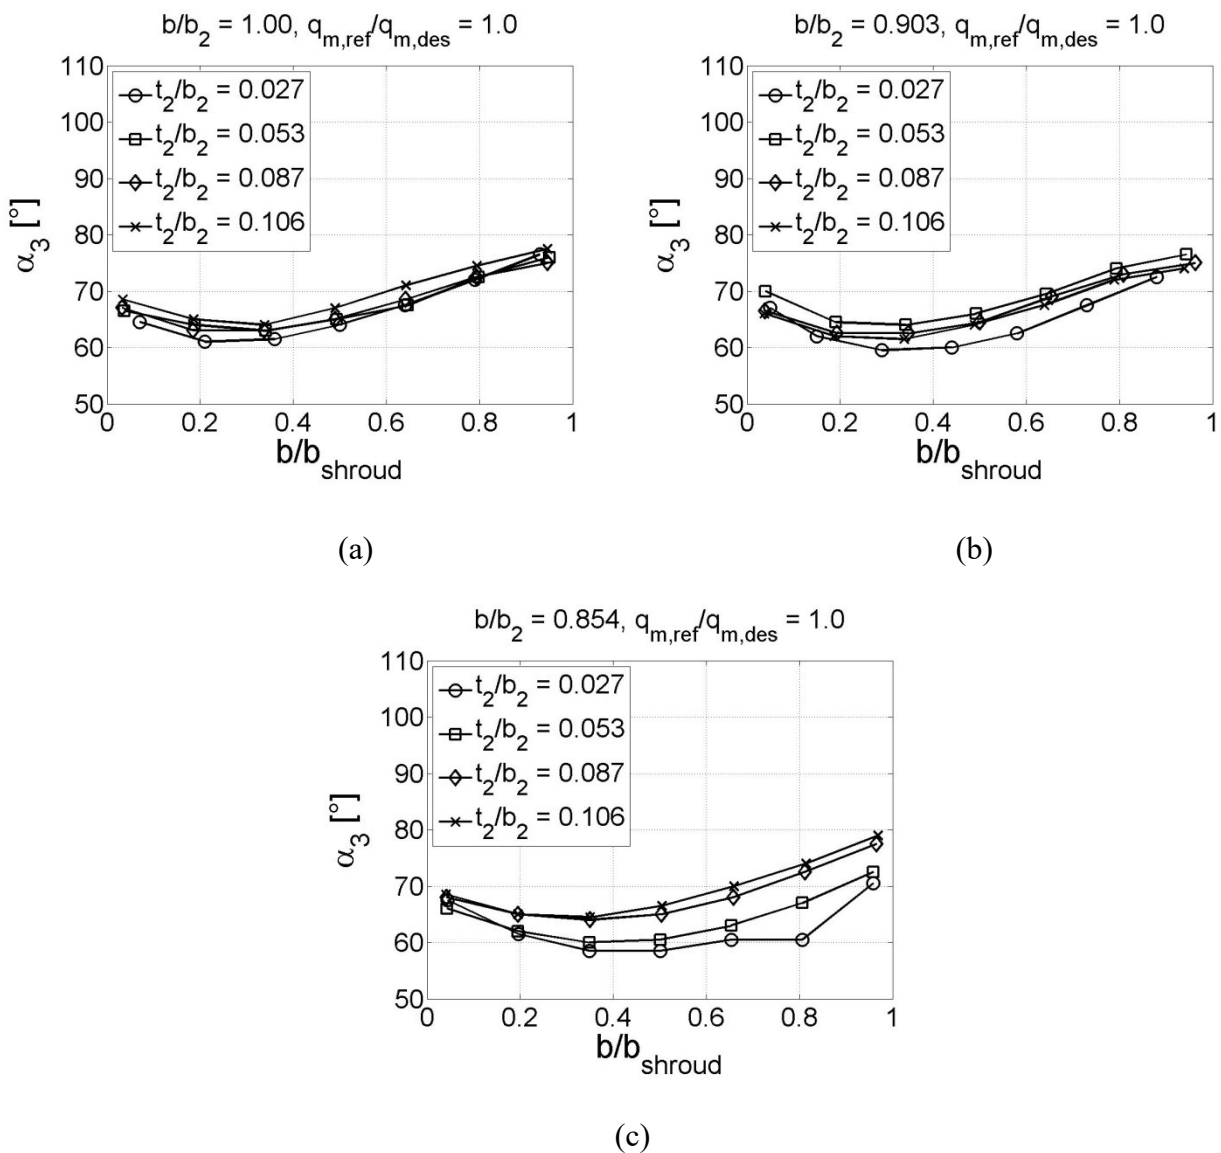 b/b2 = 1.00, qm,ref/qm,des = 1.0
110
100
90
80
70
60
50
α3 [°]
t2/b2 = 0.027
t2/b2 = 0.053
t2/b2 = 0.087
t2/b2 = 0.106
0 0.2 0.4 0.6 0.8 1
b/bshroud
(a)
b/b2 = 0.903, qm,ref/qm,des = 1.0
110
100
90
80
70
60
50
α3 [°]
t2/b2 = 0.027
t2/b2 = 0.053
t2/b2 = 0.087
t2/b2 = 0.106
0 0.2 0.4 0.6 0.8 1
b/bshroud
(b)
b/b2 = 0.854, qm,ref/qm,des = 1.0
110
100
90
80
70
60
50
α3 [°]
t2/b2 = 0.027
t2/b2 = 0.053
t2/b2 = 0.087
t2/b2 = 0.106
0 0.2 0.4 0.6 0.8 1
b/bshroud
(c)